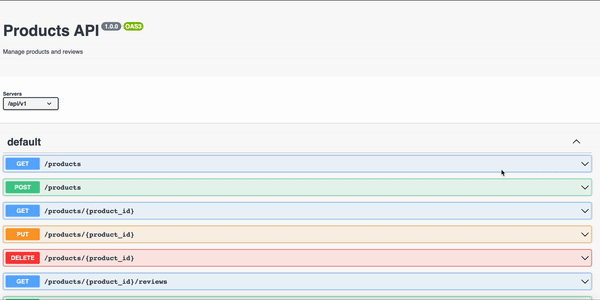 Products API 1.0.0 OAS3
Manage products and reviews
Servers
/api/v1
default
GET /products
POST /products
GET /products/{product_id}
PUT /products/{product_id}
DELETE /products/{product_id}
GET /products/{product_id}/reviews